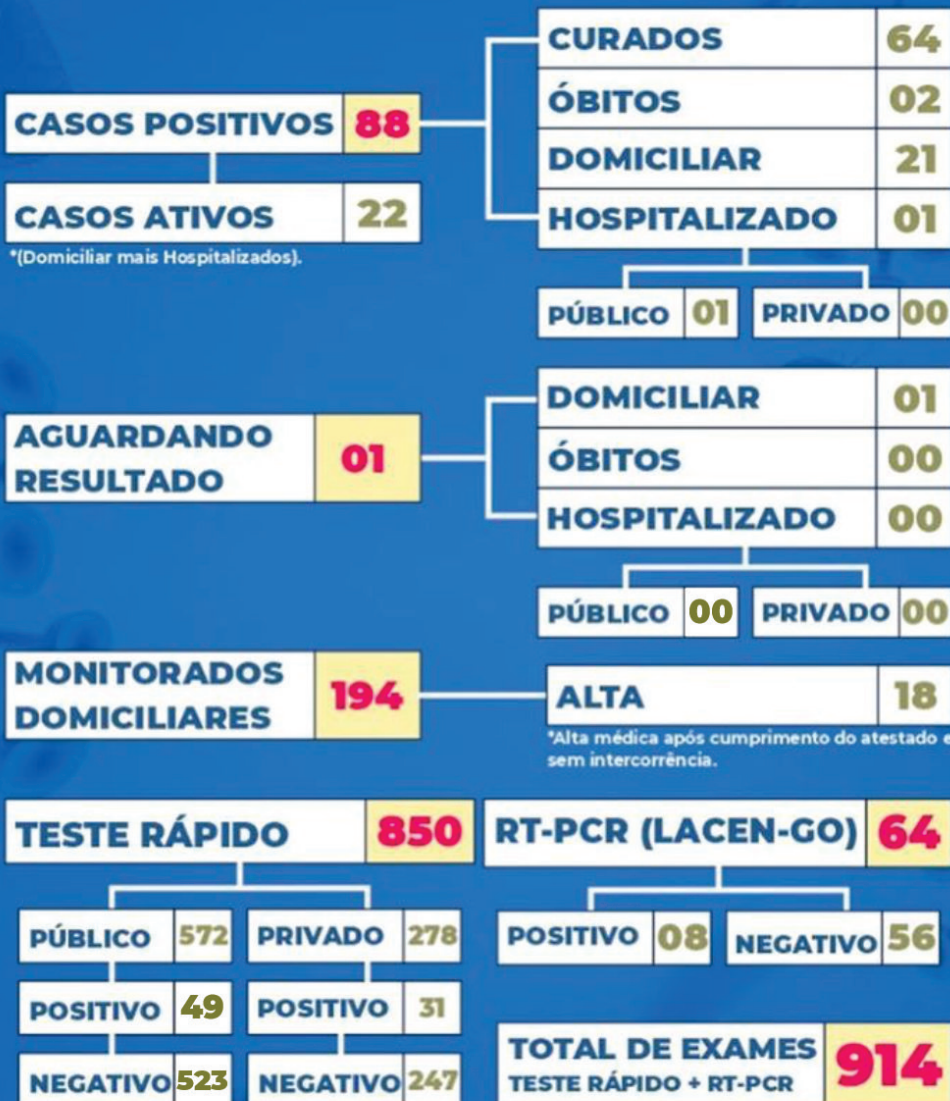 CASOS POSITIVOS 88
CASOS ATIVOS 22
*(Domiciliar mais Hospitalizados).
CURADOS 64
ÓBITOS 02
DOMICILIAR 21
HOSPITALIZADO 01
PÚBLICO 01 PRIVADO 00
AGUARDANDO
RESULTADO 01
DOMICILIAR 01
ÓBITOS 00
HOSPITALIZADO 00
PÚBLICO 00 PRIVADO 00
MONITORADOS
DOMICILIARES 194
ALTA 18
*Alta médica após cumprimento do atestado e
sem intercorrência.
TESTE RÁPIDO 850
PÚBLICO 572 PRIVADO 278
POSITIVO 49 POSITIVO 31
NEGATIVO 523 NEGATIVO 247
RT-PCR (LACEN-GO) 64
POSITIVO 08 NEGATIVO 56
TOTAL DE EXAMES
TESTE RÁPIDO + RT-PCR
914